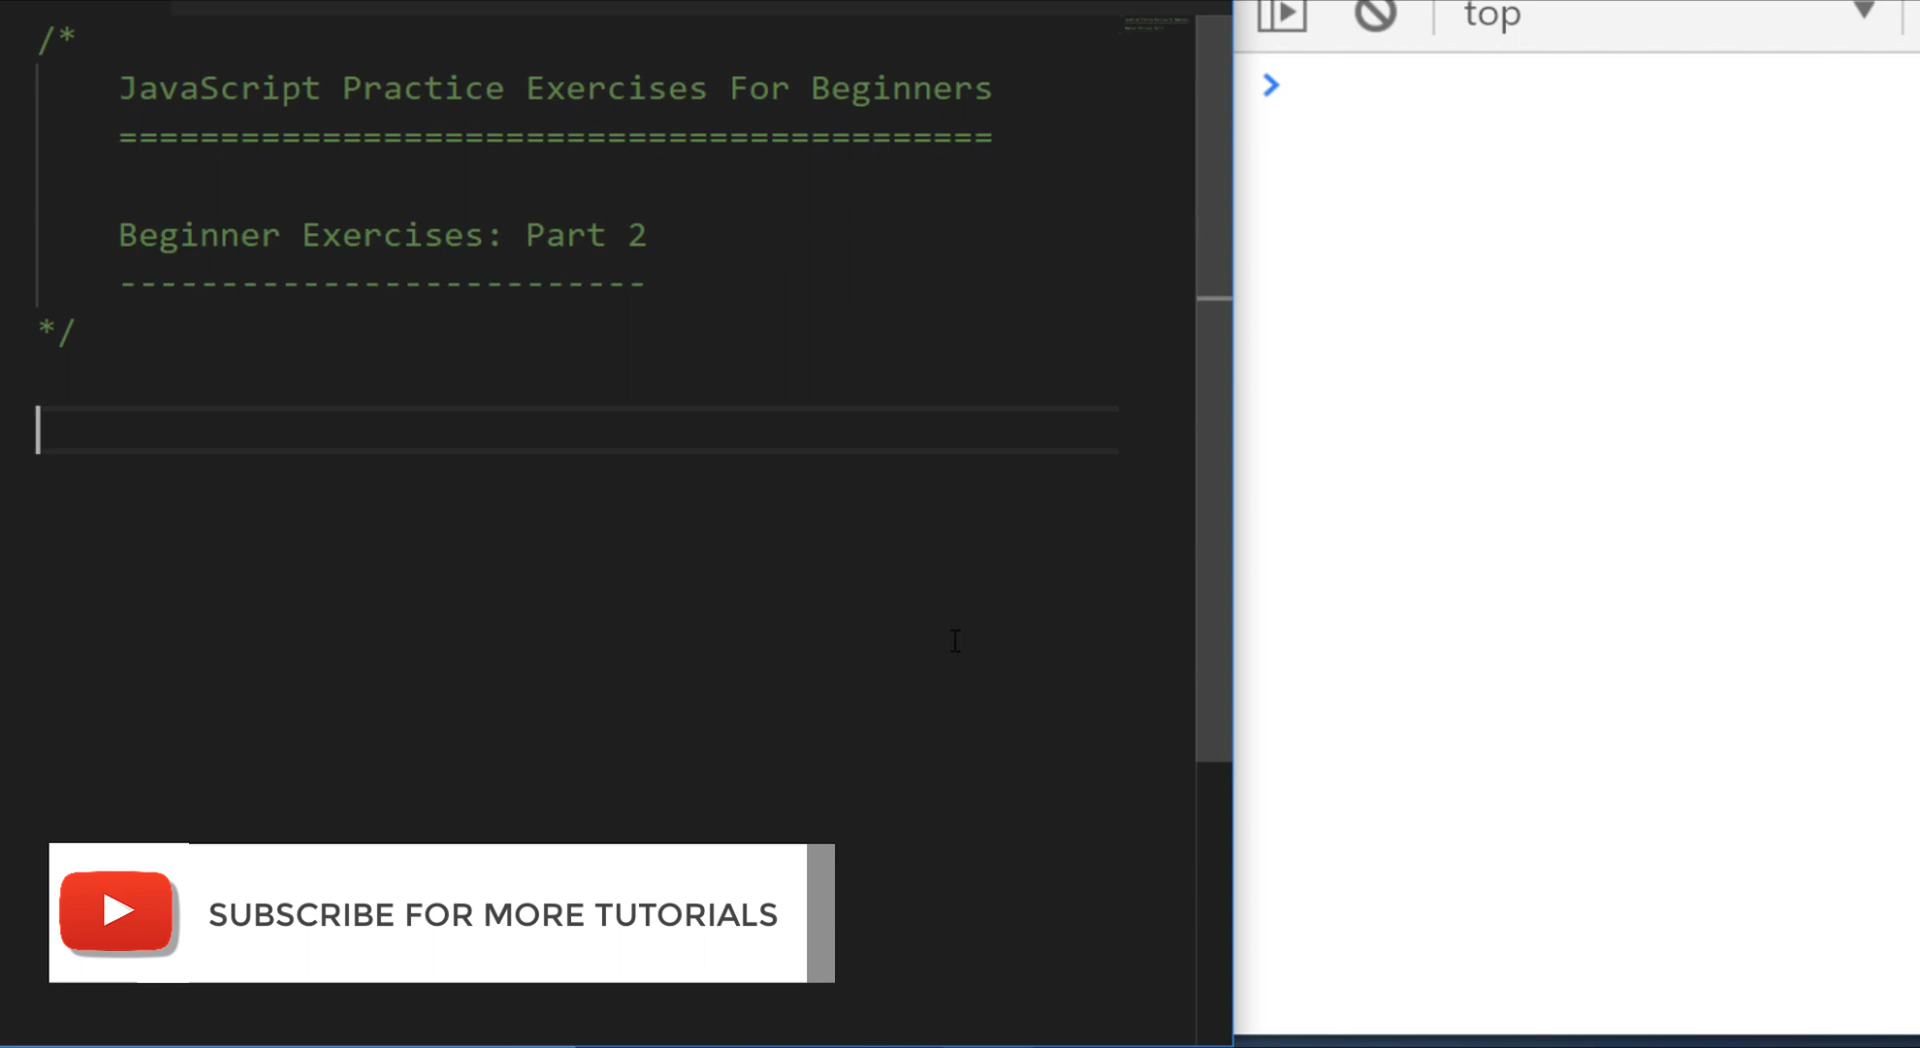 /*
JavaScript Practice Exercises For Beginners
===========================================
Beginner Exercises: Part 2
--------------------------
*/
top
SUBSCRIBE FOR MORE TUTORIALS